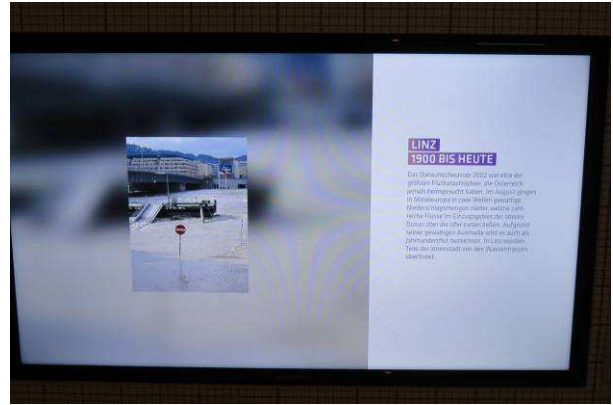 LINZ
1900 BIS HEUTE
Das Donauhochwasser 2002 war eine der
größten Flutkatastrophen, die Österreich
jemals heimgesucht haben. Im August gingen
in Mitteleuropa in zwei Wellen gewaltige
Niederschlagsmengen nieder, welche zahl-
reiche Flüsse im Einzugsgebiet der oberen
Donau über die Ufer treten ließen. Aufgrund
seiner gewaltigen Ausmaße wird es auch als
Jahrhundertflut bezeichnet. In Linz wurden
Teile der Innenstadt von den Wassermassen
überflutet.